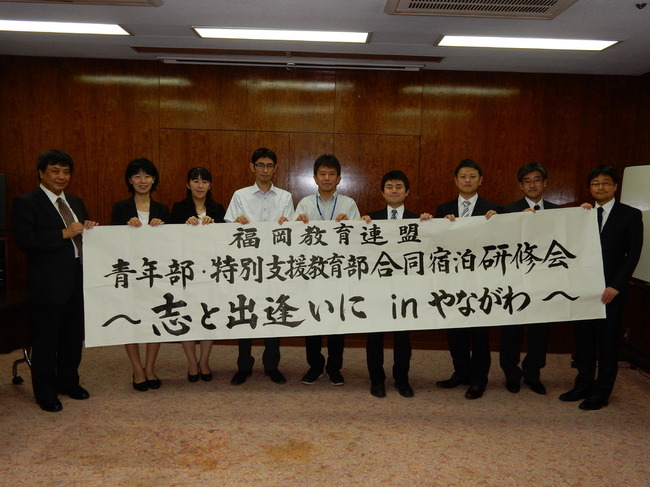 福岡教育連盟
青年部・特別支援教育部合同宿泊研修会
～志と出逢いに in やながわ～